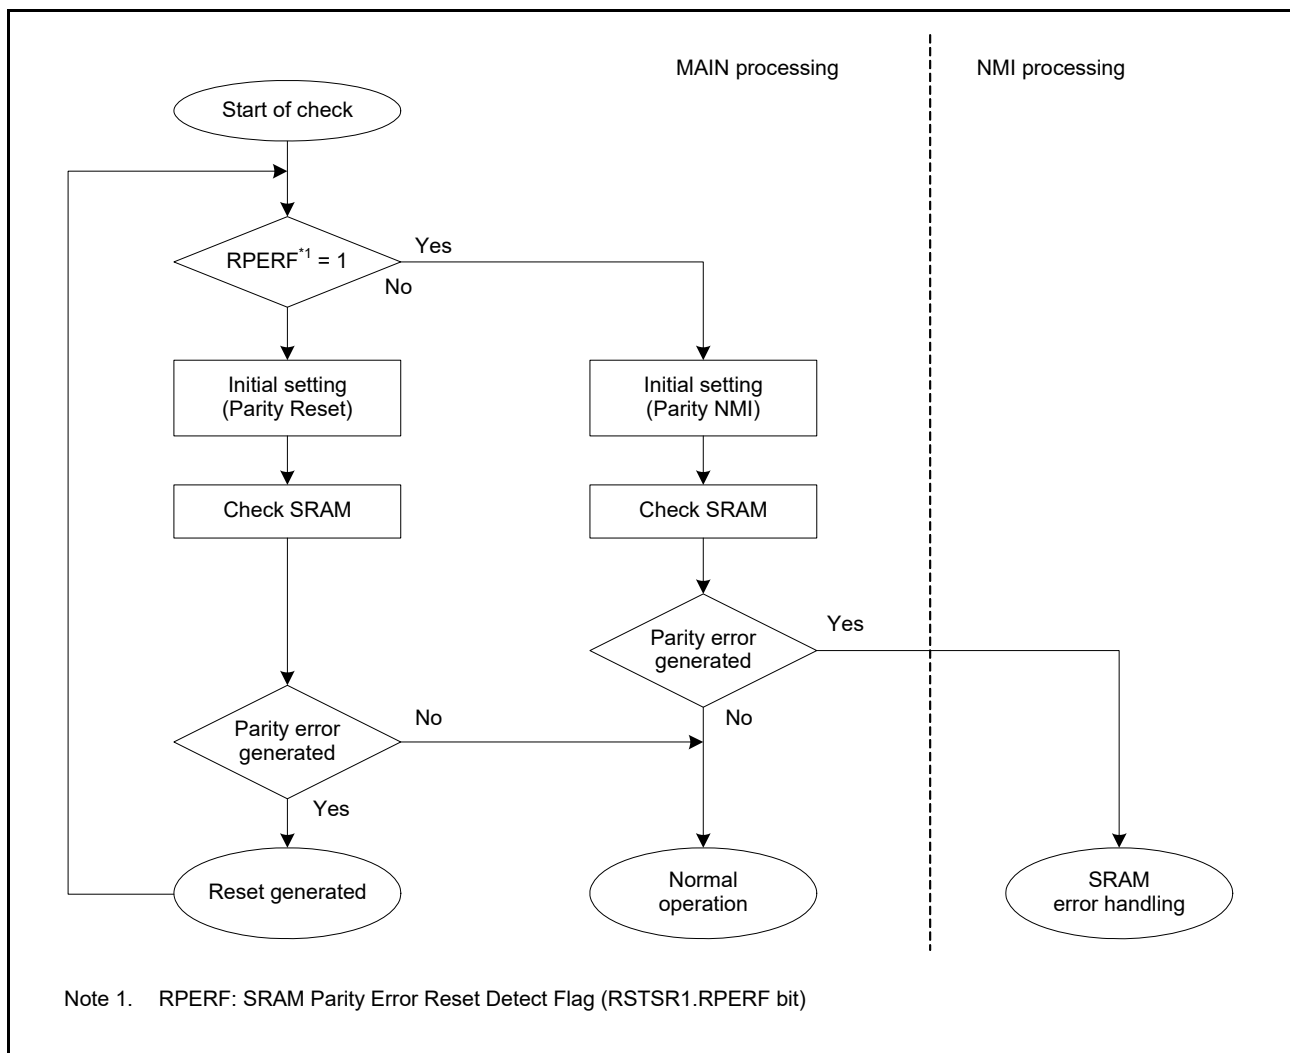 MAIN processing
NMI processing
Start of check
RPERF*1 = 1
Yes
No
Initial setting
(Parity Reset)
Initial setting
(Parity NMI)
Check SRAM
Check SRAM
Parity error
generated
Yes
No
Parity error
generated
No
Yes
Reset generated
Normal
operation
SRAM
error handling
Note 1. RPERF: SRAM Parity Error Reset Detect Flag (RSTSR1.RPERF bit)